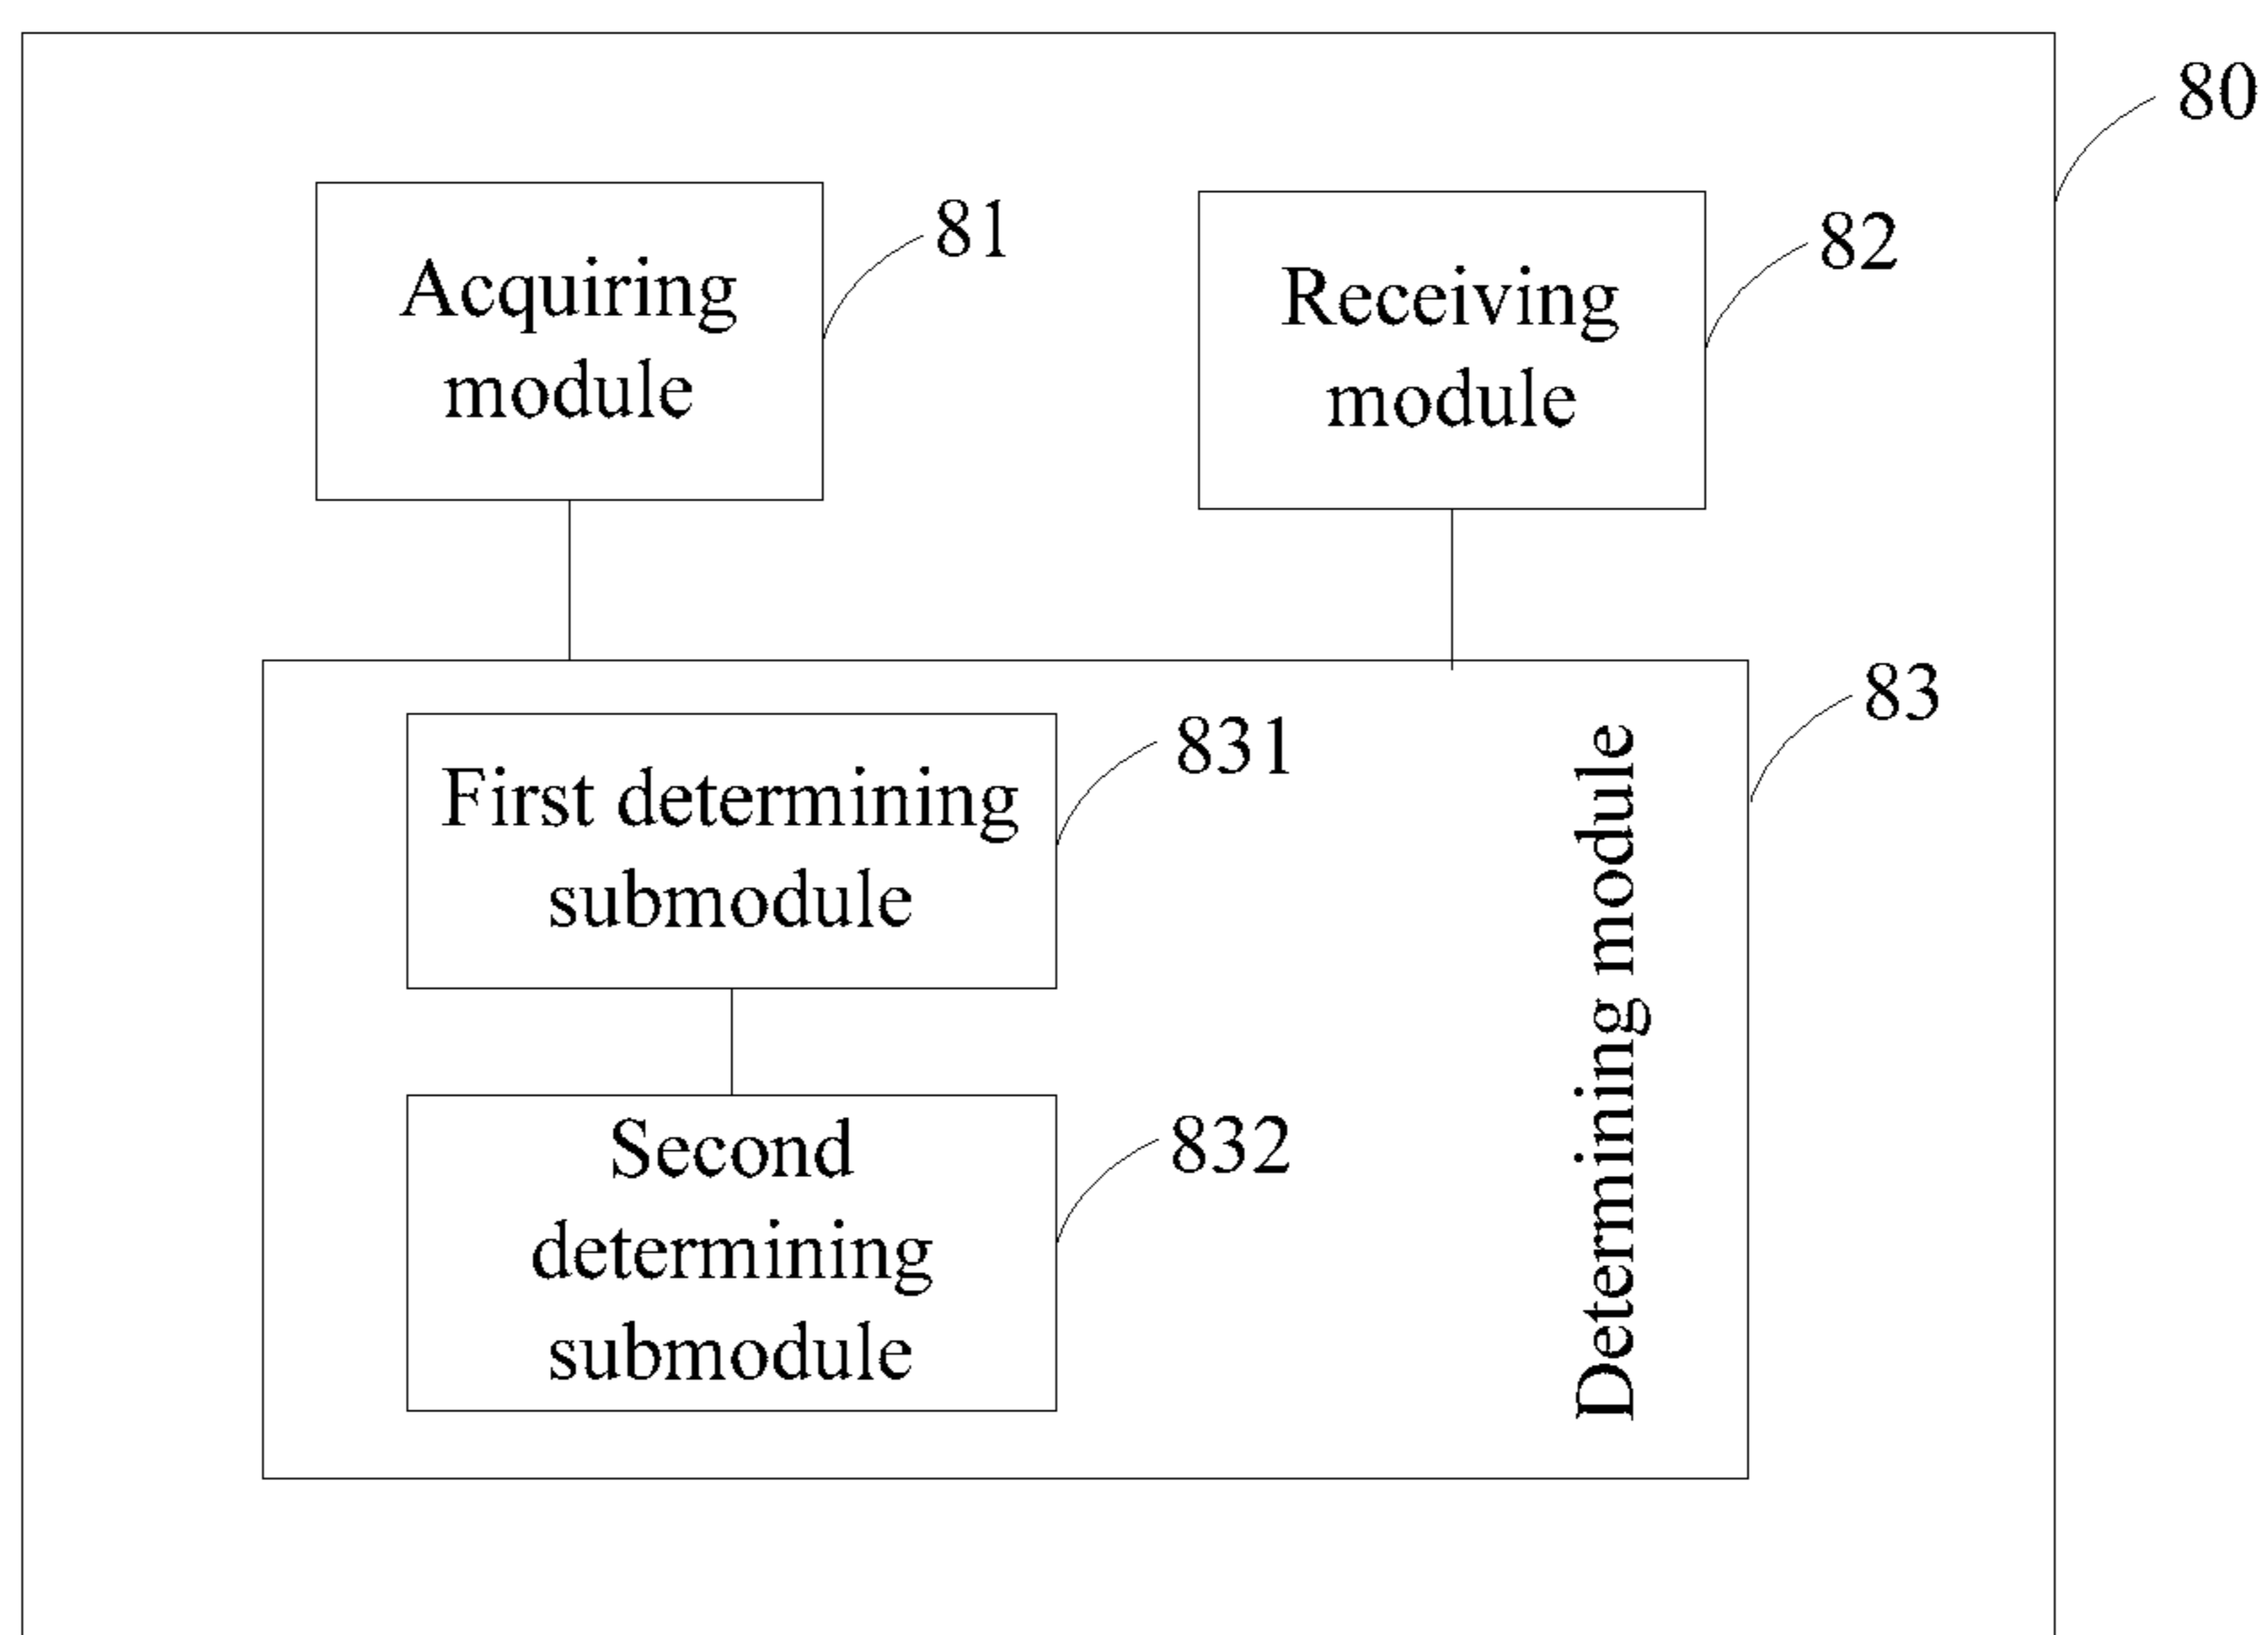 80
Acquiring
module
81
Receiving
module
82
83
First determining
submodule
831
Second
determining
submodule
832
Determining module